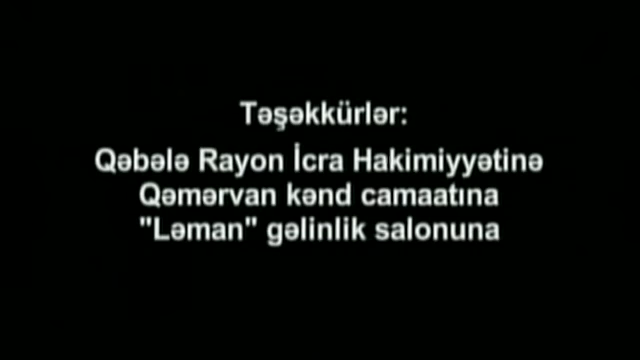 Təşəkkürlər:
Qəbələ Rayon İcra Hakimiyyətinə
Qəmərvan kənd camaatına
"Ləman" gəlinlik salonuna